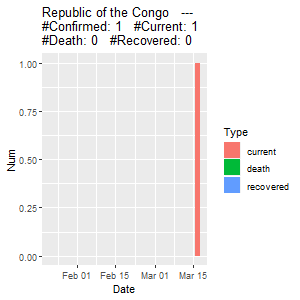 Republic of the Congo   ---
#Confirmed: 1   #Current: 1
#Death: 0   #Recovered: 0
1.00
0.75
0.50
0.25
0.00
Num
Feb 01
Feb 15
Mar 01
Mar 15
Date
Type
current
death
recovered